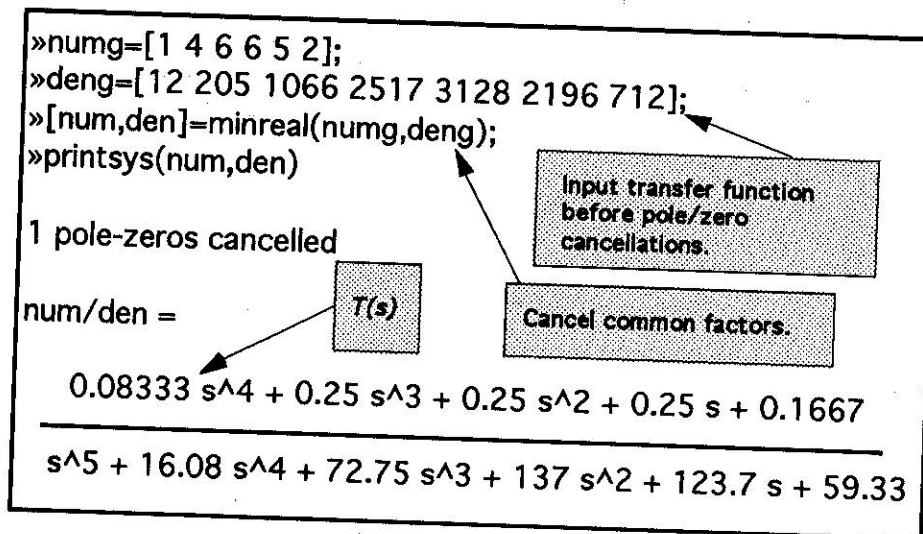 »numg=[1 4 6 6 5 2];
»deng=[12 205 1066 2517 3128 2196 712];
»[num,den]=minreal(numg,deng);
»printsys(num,den)
Input transfer function
before pole/zero
cancellations.
1 pole-zeros cancelled
T(s)
Cancel common factors.
num/den =
0.08333 s^4 + 0.25 s^3 + 0.25 s^2 + 0.25 s + 0.1667
s^5 + 16.08 s^4 + 72.75 s^3 + 137 s^2 + 123.7 s + 59.33